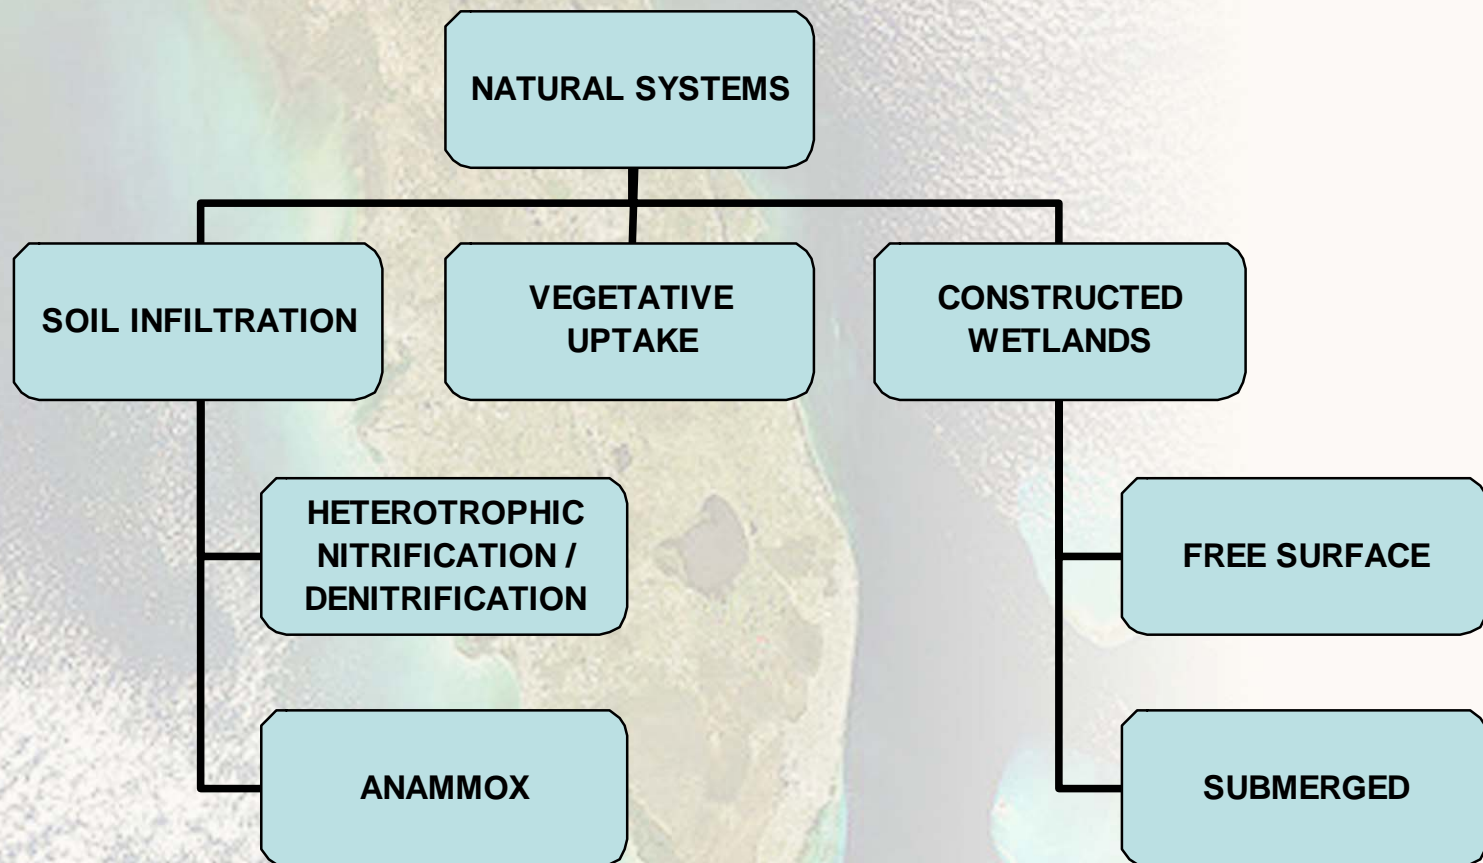 NATURAL SYSTEMS
SOIL INFILTRATION
VEGETATIVE
UPTAKE
CONSTRUCTED
WETLANDS
HETEROTROPHIC
NITRIFICATION /
DENITRIFICATION
FREE SURFACE
ANAMMOX
SUBMERGED